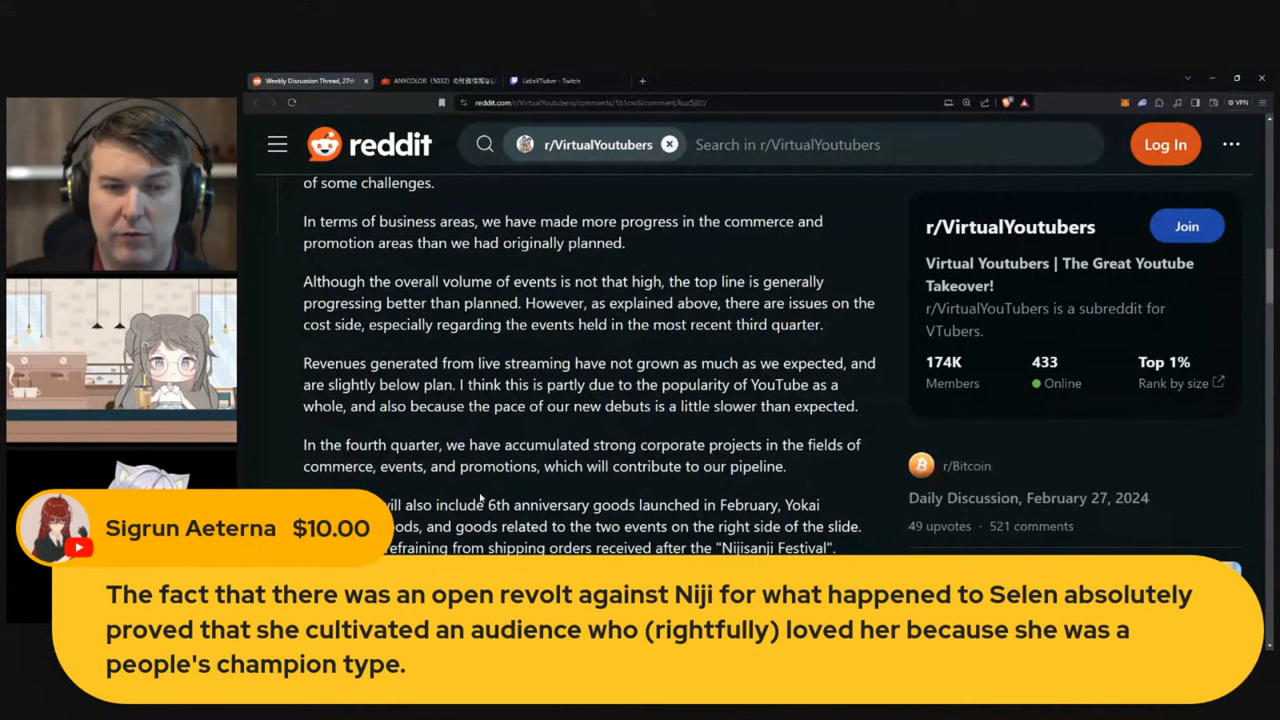 Weekly Discussion Thread, 27th
ANYCOLOR (5032)
LidiaVTuber - Twitch
VPN
reddit
r/VirtualYoutubers
Search in r/VirtualYoutubers
Log In
of some challenges.
In terms of business areas, we have made more progress in the commerce and
promotion areas than we had originally planned.
Although the overall volume of events is not that high, the top line is generally
progressing better than planned. However, as explained above, there are issues on the
cost side, especially regarding the events held in the most recent third quarter.
Revenues generated from live streaming have not grown as much as we expected, and
are slightly below plan. I think this is partly due to the popularity of YouTube as a
whole, and also because the pace of our new debuts is a little slower than expected.
In the fourth quarter, we have accumulated strong corporate projects in the fields of
commerce, events, and promotions, which will contribute to our pipeline.
will also include 6th anniversary goods launched in February, Yokai
and goods related to the two events on the right side of the slide.
refraining from shipping orders received after the "Nijisanji Festival".
r/VirtualYoutubers
Join
Virtual Youtubers | The Great Youtube
Takeover!
r/VirtualYouTubers is a subreddit for
VTubers.
174K
433
Top 1%
Members
Online
Rank by size
r/Bitcoin
Daily Discussion, February 27, 2024
49 upvotes · 521 comments
Sigrun Aeterna $10.00
The fact that there was an open revolt against Niji for what happened to Selen absolutely
proved that she cultivated an audience who (rightfully) loved her because she was a
people's champion type.